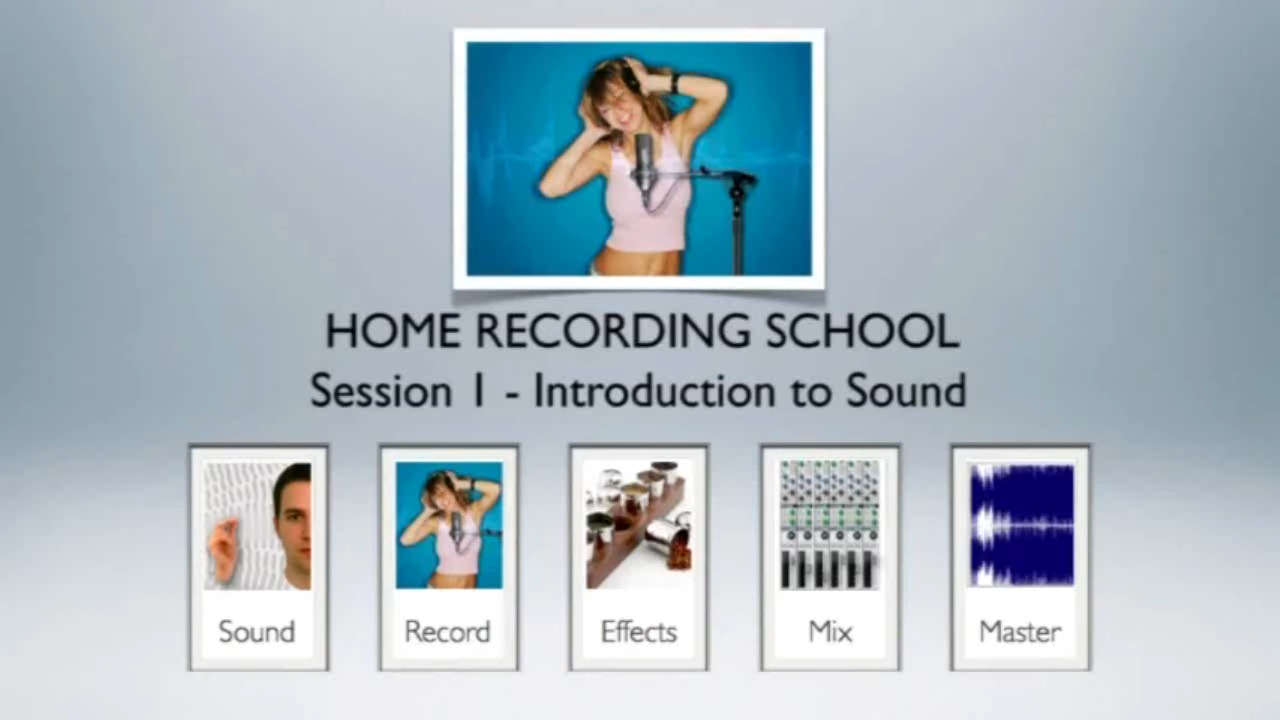 HOME RECORDING SCHOOL
Session 1 - Introduction to Sound
Sound
Record
Effects
Mix
Master